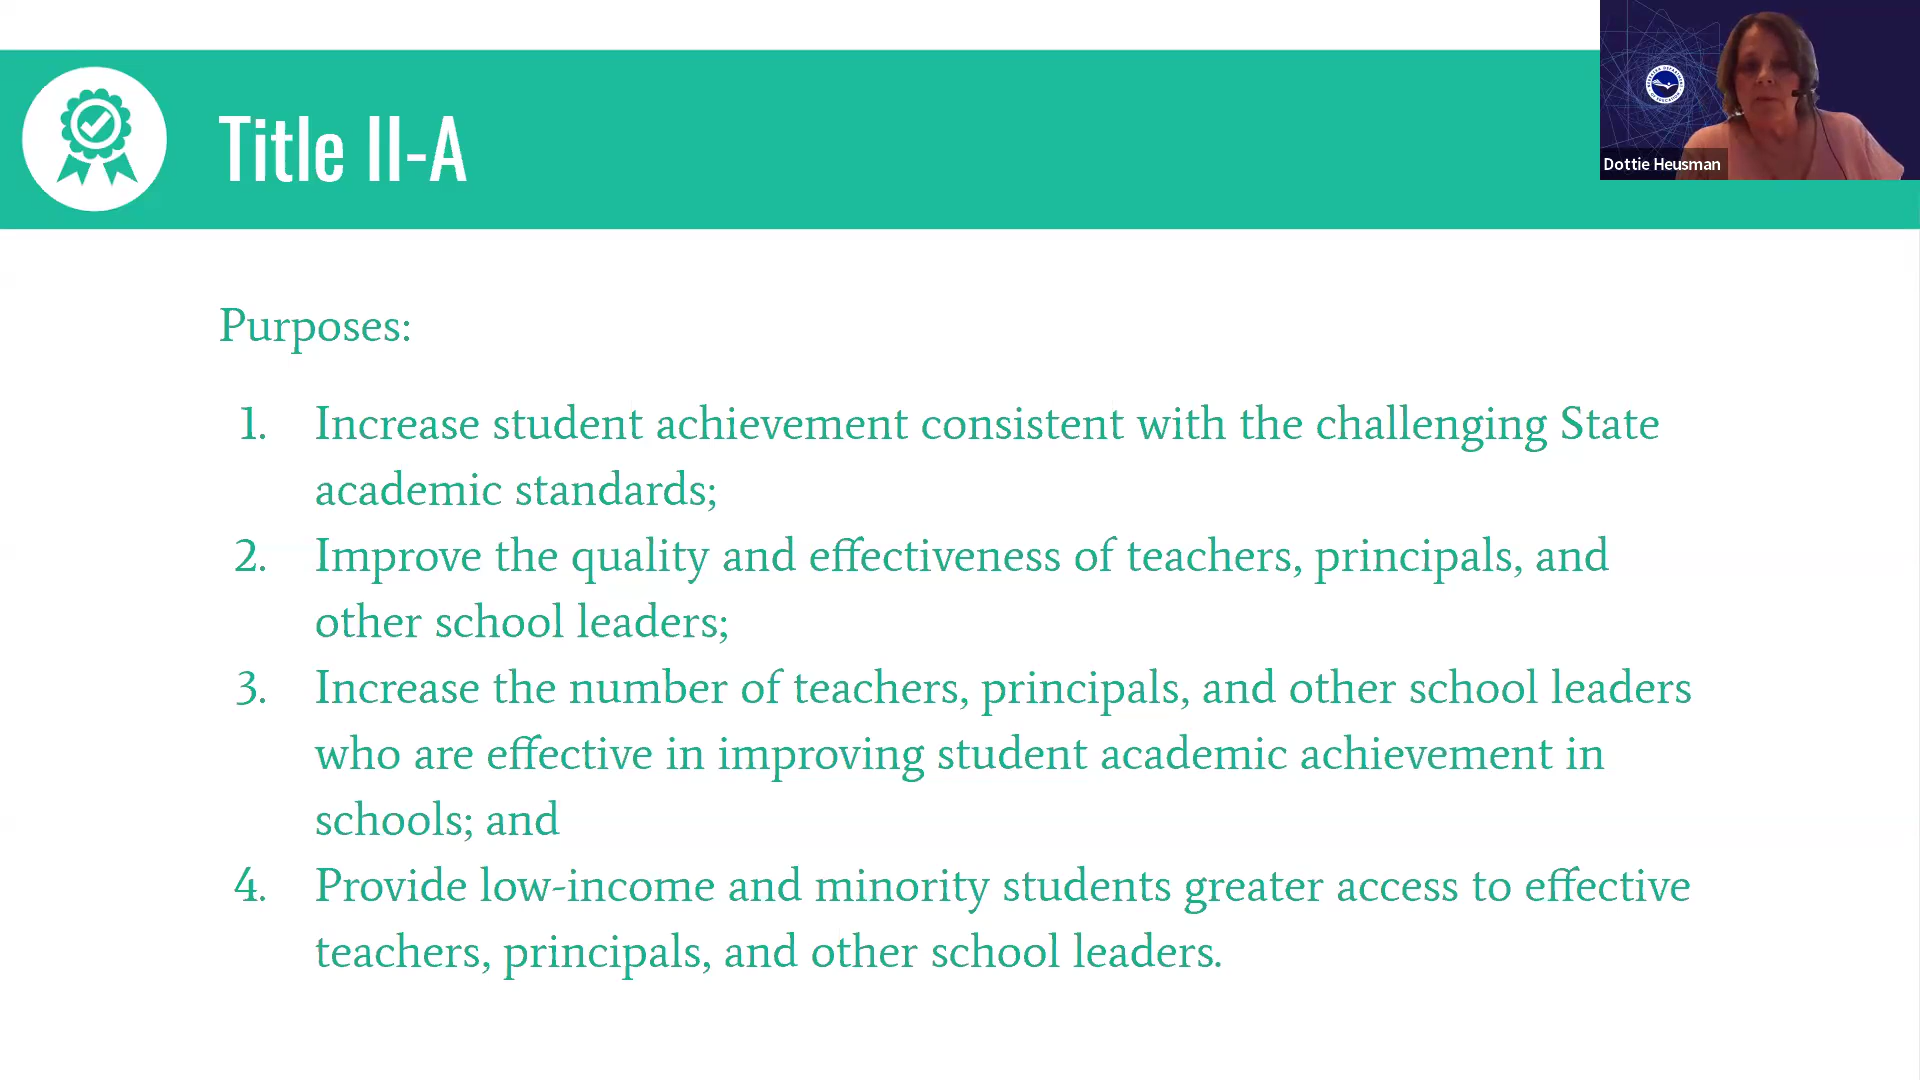 Title II-A
Dottie Heusman
Purposes:
1. Increase student achievement consistent with the challenging State
academic standards;
2. Improve the quality and effectiveness of teachers, principals, and
other school leaders;
3. Increase the number of teachers, principals, and other school leaders
who are effective in improving student academic achievement in
schools; and
4. Provide low-income and minority students greater access to effective
teachers, principals, and other school leaders.